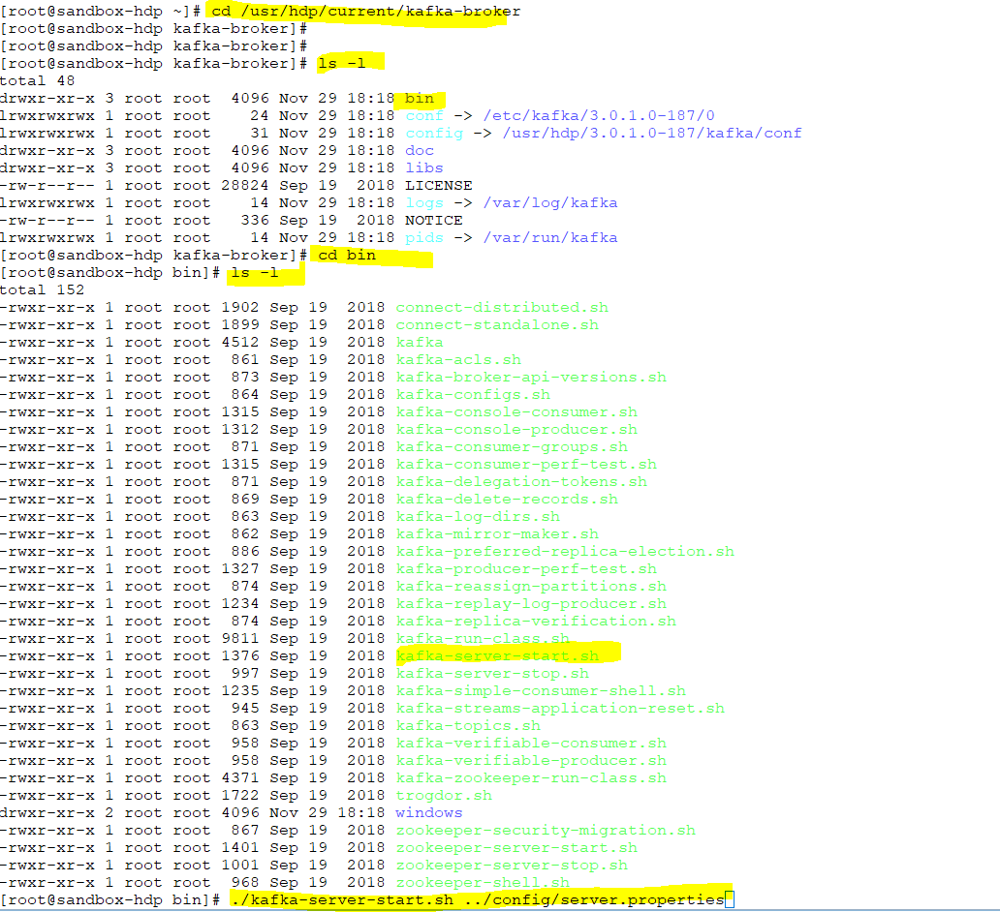 [root@sandbox-hdp ~]# cd /usr/hdp/current/kafka-broker
[root@sandbox-hdp kafka-broker]#
[root@sandbox-hdp kafka-broker]#
[root@sandbox-hdp kafka-broker]# ls -l
total 48
drwxr-xr-x 3 root root  4096 Nov 29 18:18 bin
lrwxrwxrwx 1 root root    24 Nov 29 18:18 conf -> /etc/kafka/3.0.1.0-187/0
lrwxrwxrwx 1 root root    31 Nov 29 18:18 config -> /usr/hdp/3.0.1.0-187/kafka/conf
drwxr-xr-x 3 root root  4096 Nov 29 18:18 doc
drwxr-xr-x 3 root root  4096 Nov 29 18:18 libs
-rw-r--r-- 1 root root 28824 Sep 19  2018 LICENSE
lrwxrwxrwx 1 root root    14 Nov 29 18:18 logs -> /var/log/kafka
-rw-r--r-- 1 root root   336 Sep 19  2018 NOTICE
lrwxrwxrwx 1 root root    14 Nov 29 18:18 pids -> /var/run/kafka
[root@sandbox-hdp kafka-broker]# cd bin
[root@sandbox-hdp bin]# ls -l
total 152
-rwxr-xr-x 1 root root 1902 Sep 19  2018 connect-distributed.sh
-rwxr-xr-x 1 root root 1899 Sep 19  2018 connect-standalone.sh
-rwxr-xr-x 1 root root 4512 Sep 19  2018 kafka
-rwxr-xr-x 1 root root  861 Sep 19  2018 kafka-acls.sh
-rwxr-xr-x 1 root root  873 Sep 19  2018 kafka-broker-api-versions.sh
-rwxr-xr-x 1 root root  864 Sep 19  2018 kafka-configs.sh
-rwxr-xr-x 1 root root 1315 Sep 19  2018 kafka-console-consumer.sh
-rwxr-xr-x 1 root root 1312 Sep 19  2018 kafka-console-producer.sh
-rwxr-xr-x 1 root root  871 Sep 19  2018 kafka-consumer-groups.sh
-rwxr-xr-x 1 root root 1315 Sep 19  2018 kafka-consumer-perf-test.sh
-rwxr-xr-x 1 root root  871 Sep 19  2018 kafka-delegation-tokens.sh
-rwxr-xr-x 1 root root  869 Sep 19  2018 kafka-delete-records.sh
-rwxr-xr-x 1 root root  863 Sep 19  2018 kafka-log-dirs.sh
-rwxr-xr-x 1 root root  862 Sep 19  2018 kafka-mirror-maker.sh
-rwxr-xr-x 1 root root  886 Sep 19  2018 kafka-preferred-replica-election.sh
-rwxr-xr-x 1 root root 1327 Sep 19  2018 kafka-producer-perf-test.sh
-rwxr-xr-x 1 root root  874 Sep 19  2018 kafka-reassign-partitions.sh
-rwxr-xr-x 1 root root 1234 Sep 19  2018 kafka-replay-log-producer.sh
-rwxr-xr-x 1 root root  874 Sep 19  2018 kafka-replica-verification.sh
-rwxr-xr-x 1 root root 9811 Sep 19  2018 kafka-run-class.sh
-rwxr-xr-x 1 root root 1376 Sep 19  2018 kafka-server-start.sh
-rwxr-xr-x 1 root root  997 Sep 19  2018 kafka-server-stop.sh
-rwxr-xr-x 1 root root 1235 Sep 19  2018 kafka-simple-consumer-shell.sh
-rwxr-xr-x 1 root root  945 Sep 19  2018 kafka-streams-application-reset.sh
-rwxr-xr-x 1 root root  863 Sep 19  2018 kafka-topics.sh
-rwxr-xr-x 1 root root  958 Sep 19  2018 kafka-verifiable-consumer.sh
-rwxr-xr-x 1 root root  958 Sep 19  2018 kafka-verifiable-producer.sh
-rwxr-xr-x 1 root root 4371 Sep 19  2018 kafka-zookeeper-run-class.sh
-rwxr-xr-x 1 root root 1722 Sep 19  2018 trogdor.sh
drwxr-xr-x 2 root root 4096 Nov 29 18:18 windows
-rwxr-xr-x 1 root root  867 Sep 19  2018 zookeeper-security-migration.sh
-rwxr-xr-x 1 root root 1401 Sep 19  2018 zookeeper-server-start.sh
-rwxr-xr-x 1 root root 1001 Sep 19  2018 zookeeper-server-stop.sh
-rwxr-xr-x 1 root root  968 Sep 19  2018 zookeeper-shell.sh
[root@sandbox-hdp bin]# ./kafka-server-start.sh ../config/server.properties